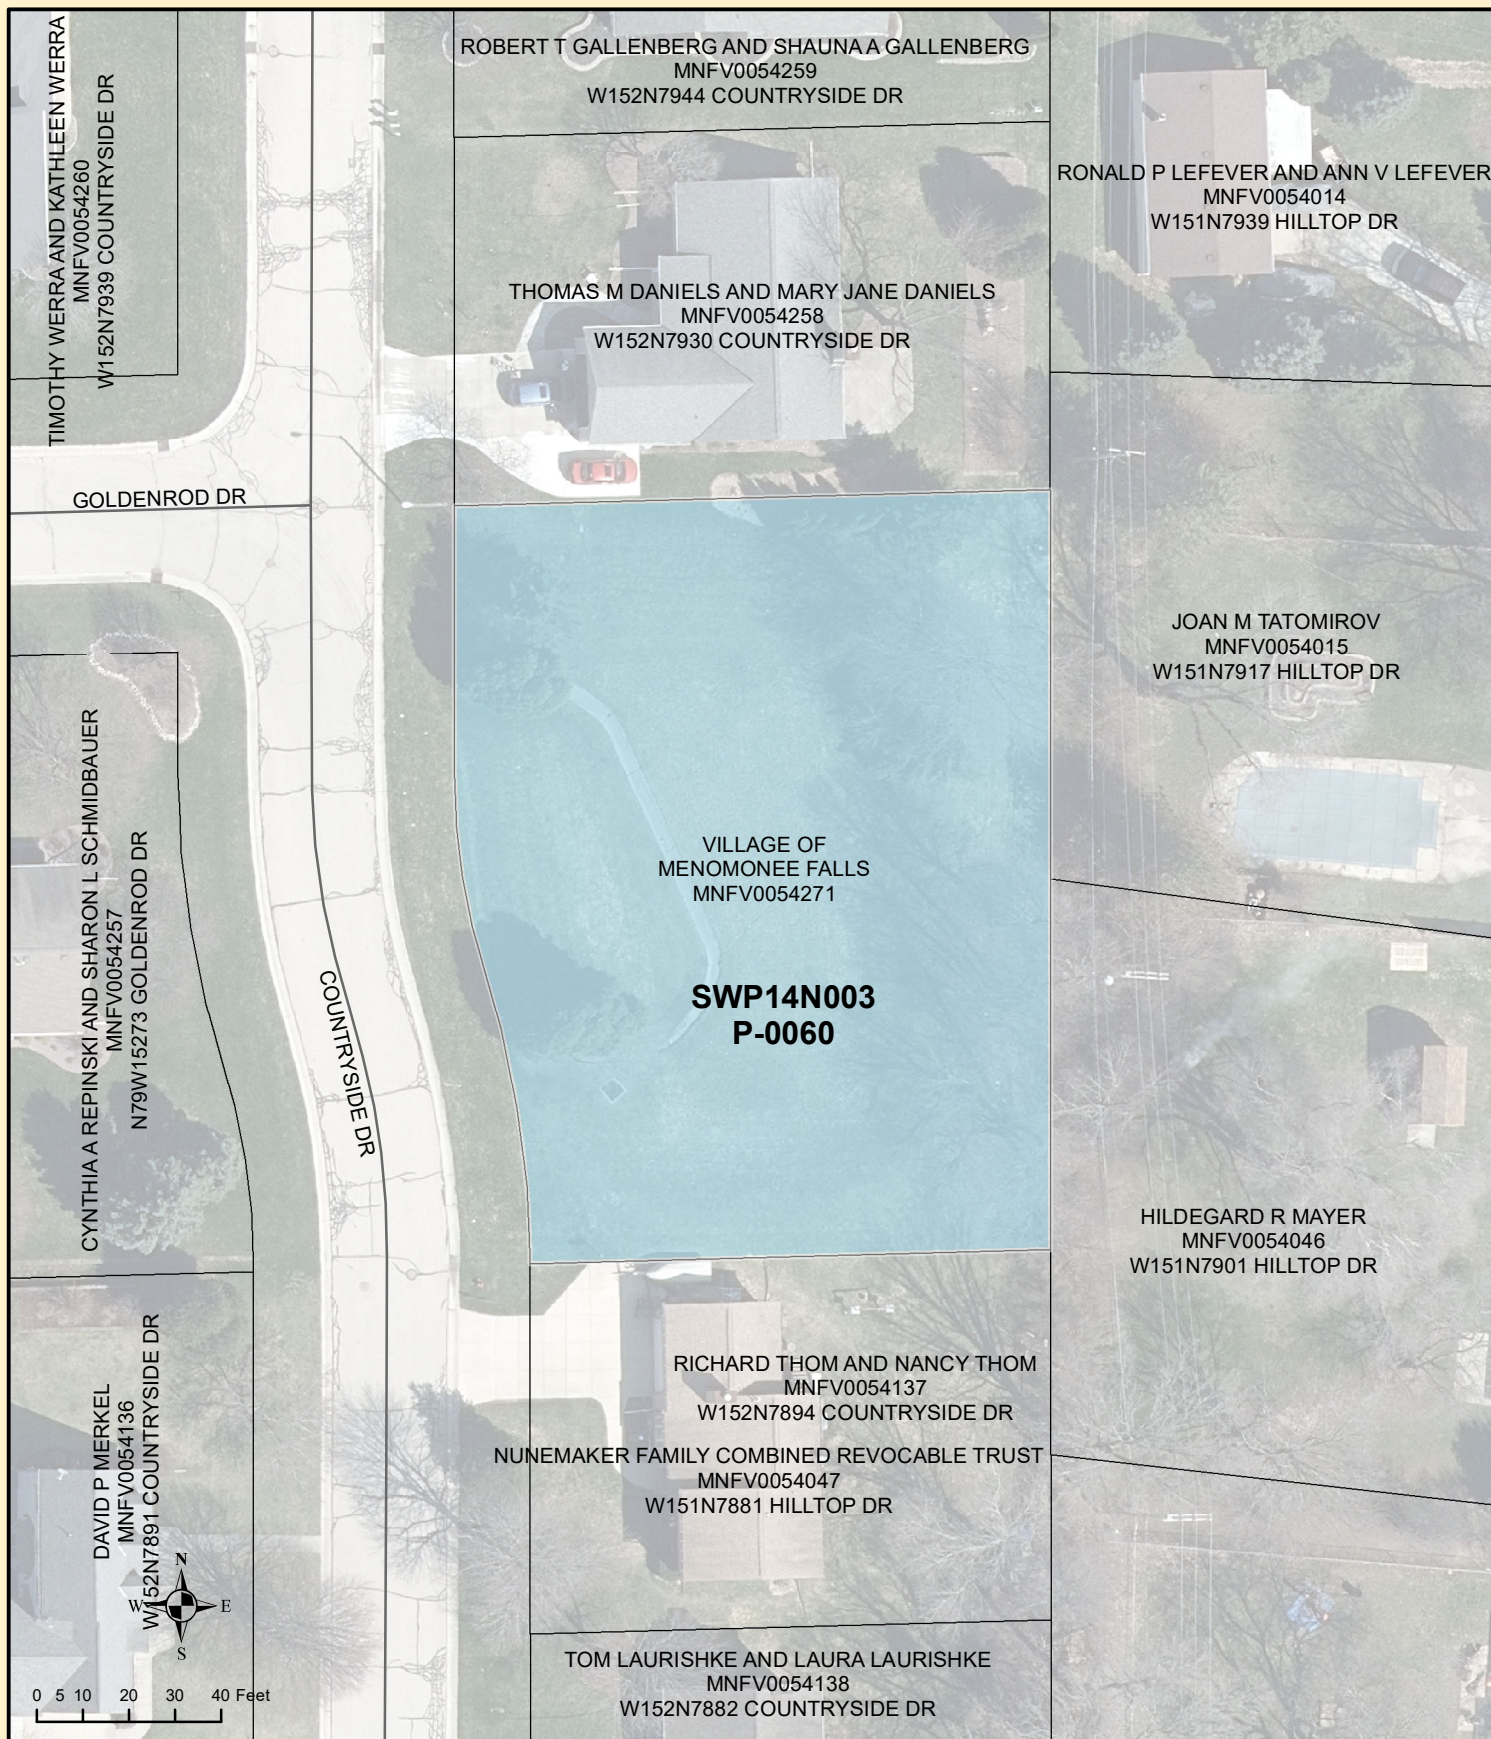 ROBERT T GALLENBERG AND SHAUNA A GALLENBERG
MNFV0054259
W152N7944 COUNTRYSIDE DR
TIMOTHY WERRA AND KATHLEEN WERRA
MNFV0054260
W152N7939 COUNTRYSIDE DR
RONALD P LEFEVER AND ANN V LEFEVER
MNFV0054014
W151N7939 HILLTOP DR
THOMAS M DANIELS AND MARY JANE DANIELS
MNFV0054258
W152N7930 COUNTRYSIDE DR
GOLDENROD DR
JOAN M TATOMIROV
MNFV0054015
W151N7917 HILLTOP DR
CYNTHIA A REPINSKI AND SHARON L SCHMIDBAUER
MNFV0054257
N79W15273 GOLDENROD DR
VILLAGE OF
MENOMONEE FALLS
MNFV0054271
SWP14N003
P-0060
COUNTRYSIDE DR
HILDEGARD R MAYER
MNFV0054046
W151N7901 HILLTOP DR
DAVID P MERKEL
MNFV0054136
W152N7891 COUNTRYSIDE DR
RICHARD THOM AND NANCY THOM
MNFV0054137
W152N7894 COUNTRYSIDE DR
NUNEMAKER FAMILY COMBINED REVOCABLE TRUST
MNFV0054047
W151N7881 HILLTOP DR
N
W E
S
TOM LAURISHKE AND LAURA LAURISHKE
MNFV0054138
W152N7882 COUNTRYSIDE DR
0 5 10 20 30 40 Feet